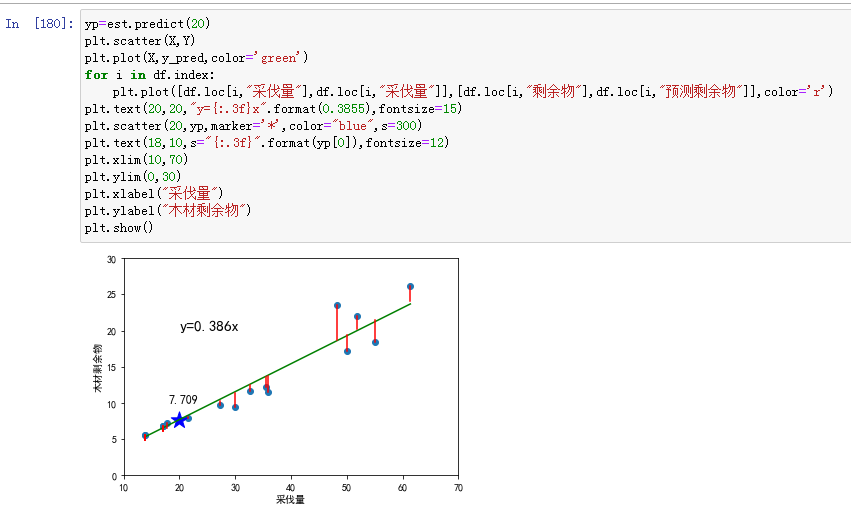 In [180]:
yp=est.predict(20)
plt.scatter(X,Y)
plt.plot(X,y_pred,color='green')
for i in df.index:
    plt.plot([df.loc[i,"采伐量"],df.loc[i,"采伐量"]],[df.loc[i,"剩余物"],df.loc[i,"预测剩余物"]],color='r')
plt.text(20,20,"y={:.3f}x".format(0.3855),fontsize=15)
plt.scatter(20,yp,marker='*',color="blue",s=300)
plt.text(18,10,s="{:.3f}".format(yp[0]),fontsize=12)
plt.xlim(10,70)
plt.ylim(0,30)
plt.xlabel("采伐量")
plt.ylabel("木材剩余物")
plt.show()
30
25
20
15
10
5
0
木材剩余物
y=0.386x
7.709
10 20 30 40 50 60 70
采伐量